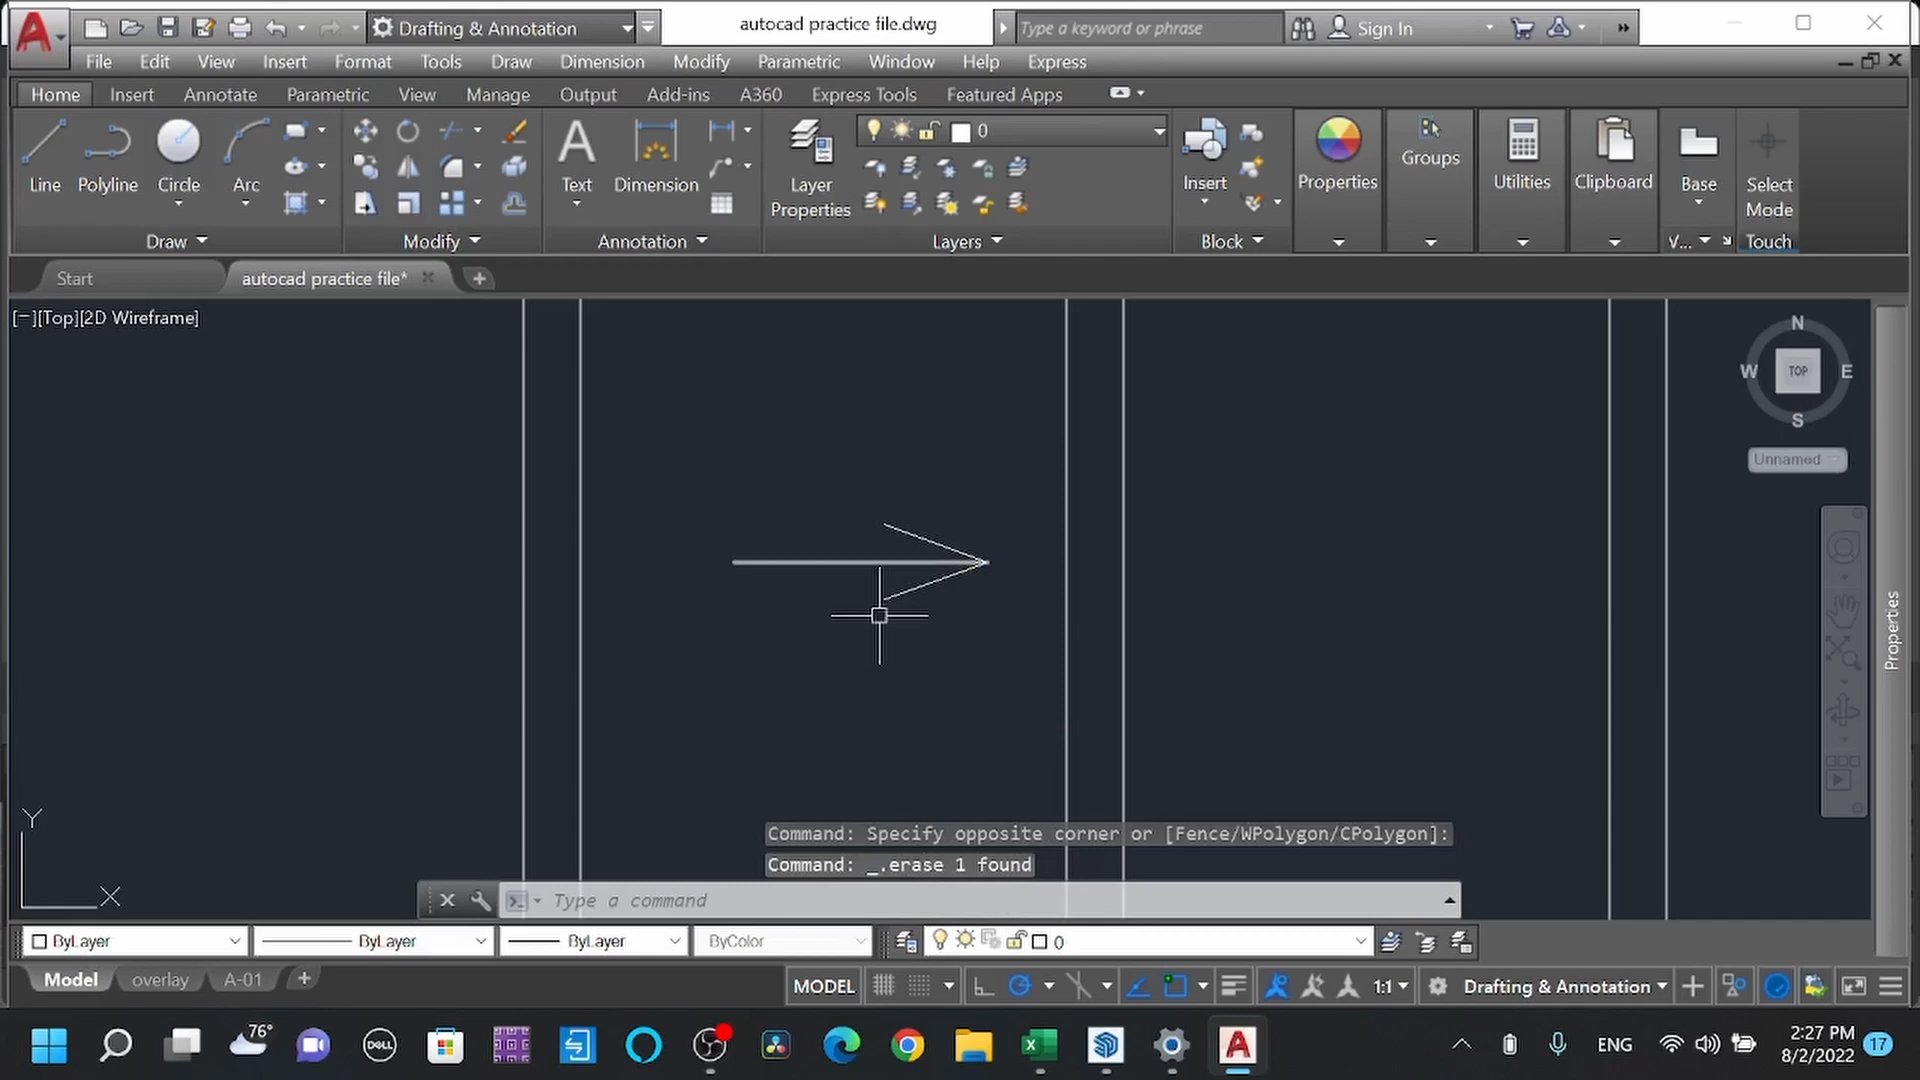 Drafting & Annotation
autocad practice file.dwg
Type a keyword or phrase
Sign In
File Edit View Insert Format Tools Draw Dimension Modify Parametric Window Help Express
Home Insert Annotate Parametric View Manage Output Add-ins A360 Express Tools Featured Apps
0
Line Polyline Circle Arc
Text Dimension
Layer Properties
Insert
Properties
Groups
Utilities
Clipboard
Base
Select Mode
Draw Modify Annotation Layers Block V... Touch
Start autocad practice file*
[−][Top][2D Wireframe]
N
W TOP E
S
Unnamed
Properties
Y
X
Command: Specify opposite corner or [Fence/WPolygon/CPolygon]:
Command: _.erase 1 found
Type a command
ByLayer ByLayer ByLayer ByColor 0
Model overlay A-01
MODEL 1:1 Drafting & Annotation
76°
DELL
ENG
2:27 PM
8/2/2022
17